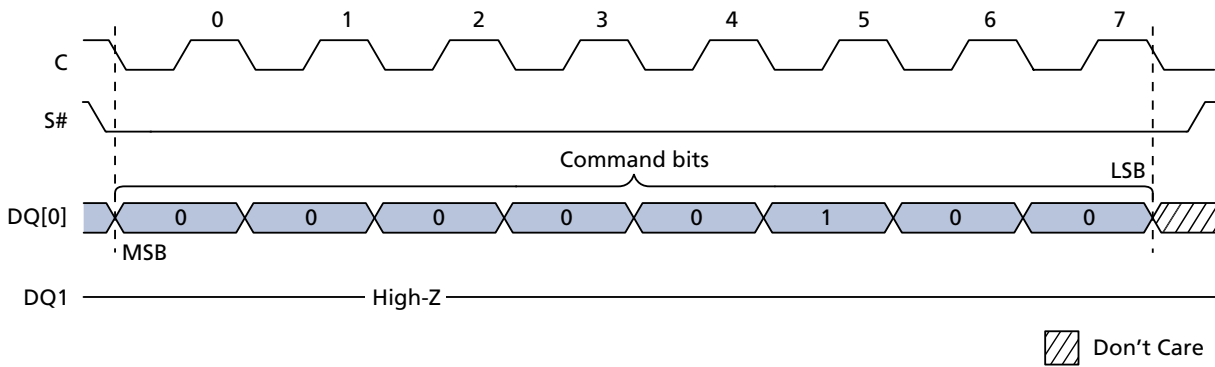 0 1 2 3 4 5 6 7
C
S#
Command bits
LSB
DQ[0] 0 0 0 0 0 1 0 0
MSB
DQ1 High-Z
Don't Care